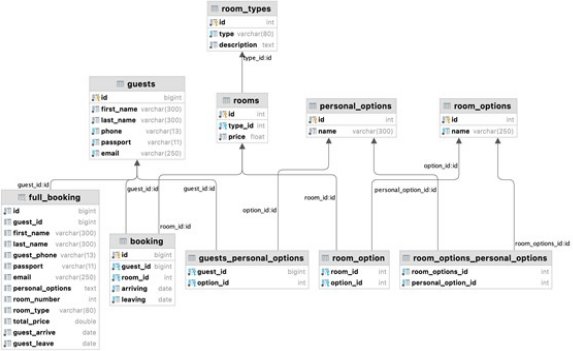 room_types
id int
type varchar(80)
description text
type_id:id
guests
id bigint
first_name varchar(300)
last_name varchar(300)
phone varchar(13)
passport varchar(11)
email varchar(250)
rooms
id int
type_id int
price float
personal_options
id int
name varchar(300)
room_options
id int
name varchar(250)
option_id:id
guest_id:id
guest_id:id
guest_id:id
personal_option_id:id
room_id:id
option_id:id
room_id:id
room_options_id:id
full_booking
id bigint
guest_id bigint
first_name varchar(300)
last_name varchar(300)
guest_phone varchar(13)
passport varchar(11)
email varchar(250)
personal_options text
room_number int
room_type varchar(80)
total_price double
guest_arrive date
guest_leave date
booking
id bigint
guest_id bigint
room_id int
arriving date
leaving date
guests_personal_options
guest_id bigint
option_id int
room_option
room_id int
option_id int
room_options_personal_options
room_options_id int
personal_option_id int